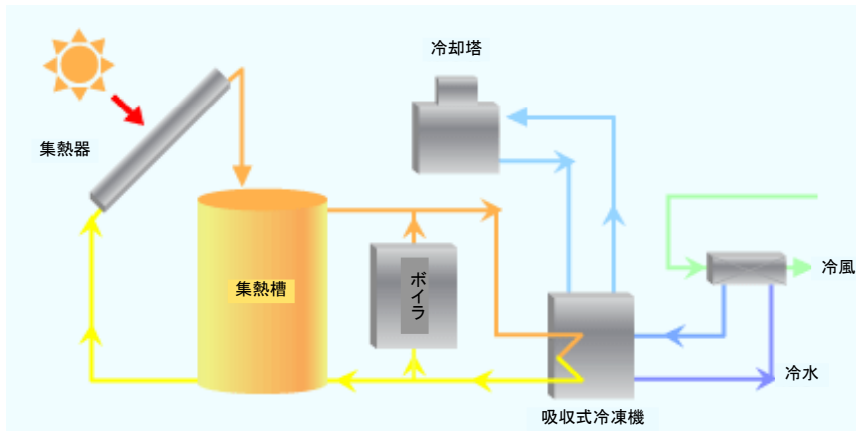 冷却塔
集熱器
集熱槽
ボイラ
冷風
冷水
吸収式冷凍機